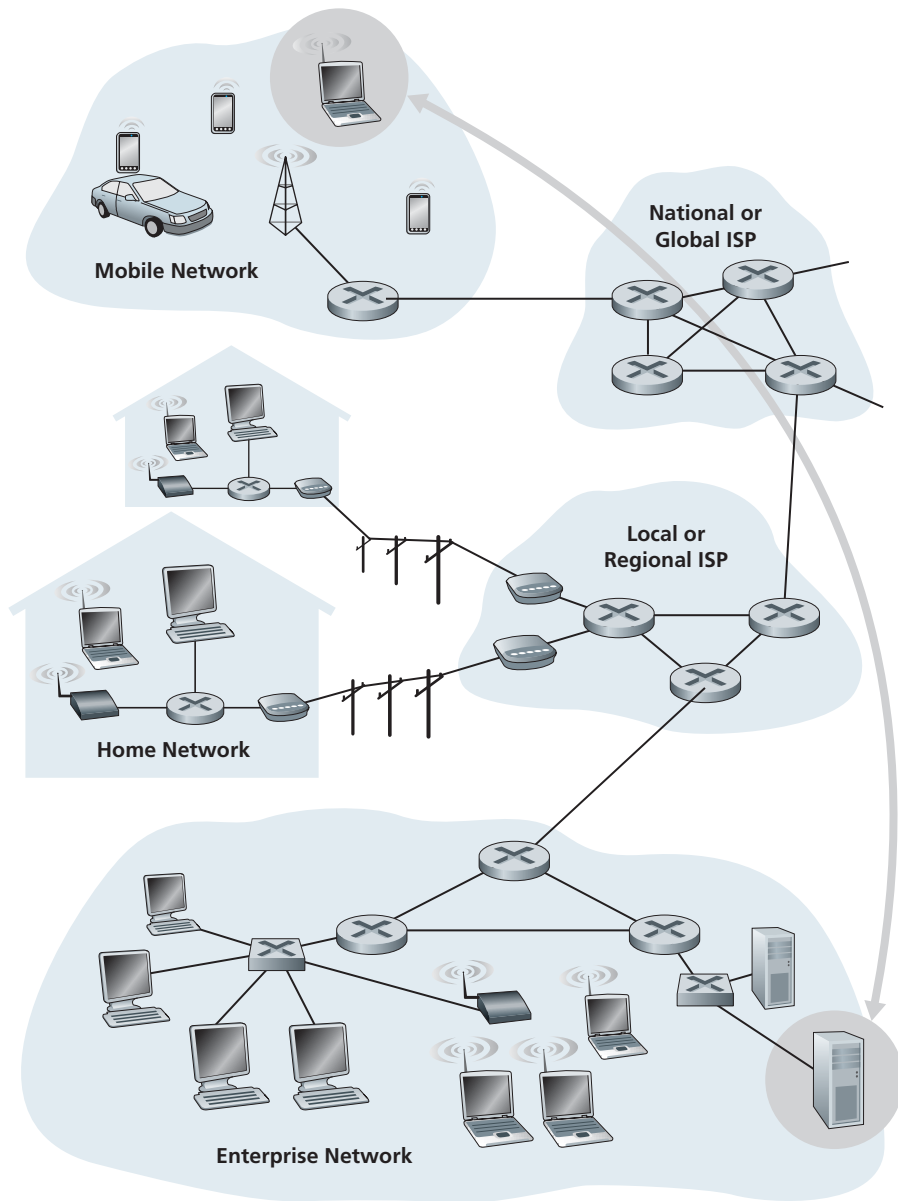 National or
Global ISP
Mobile Network
Local or
Regional ISP
Home Network
Enterprise Network